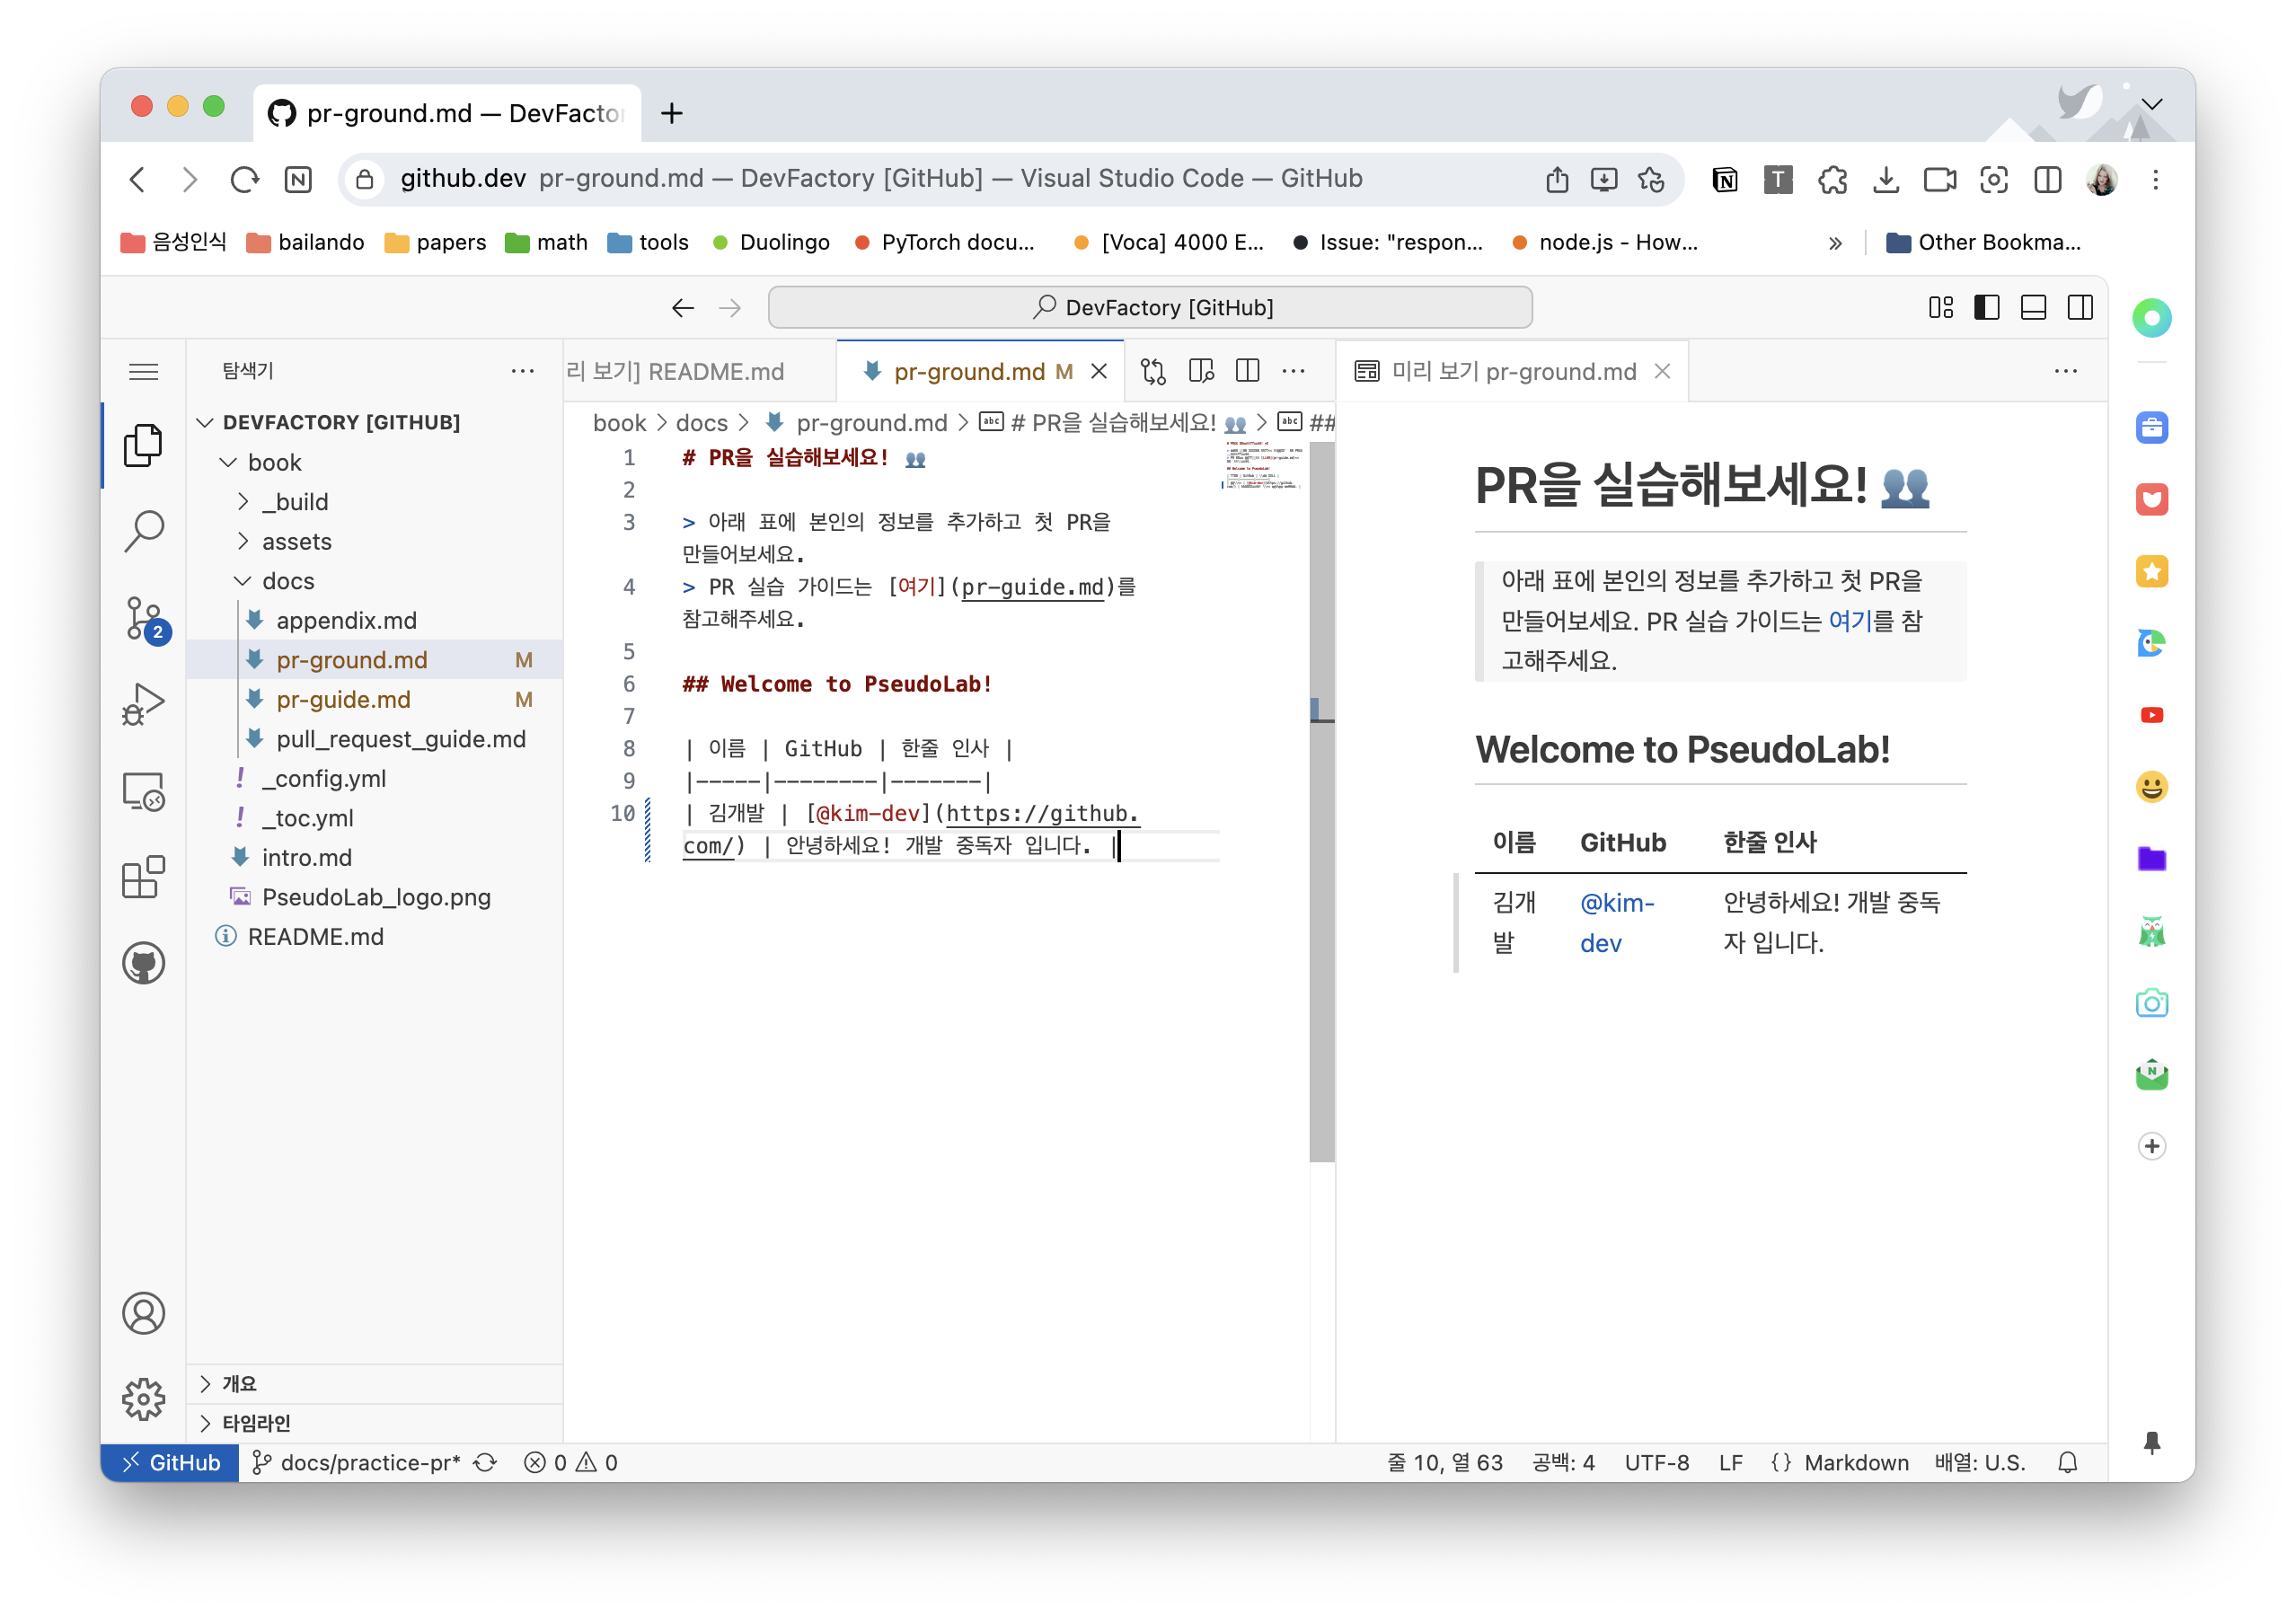 pr-ground.md — DevFactor
github.dev pr-ground.md — DevFactory [GitHub] — Visual Studio Code — GitHub
음성인식 bailando papers math tools Duolingo PyTorch docu... [Voca] 4000 E... Issue: "respon... node.js - How... » Other Bookma...
DevFactory [GitHub]
탐색기
리 보기] README.md
pr-ground.md M
미리 보기 pr-ground.md
DEVFACTORY [GITHUB]
book
_build
assets
docs
appendix.md
pr-ground.md M
pr-guide.md M
pull_request_guide.md
_config.yml
_toc.yml
intro.md
PseudoLab_logo.png
README.md
2
개요
타임라인
book > docs > pr-ground.md > # PR을 실습해보세요! 👥 > ##
1 # PR을 실습해보세요! 👥
2
3 > 아래 표에 본인의 정보를 추가하고 첫 PR을
만들어보세요.
4 > PR 실습 가이드는 [여기](pr-guide.md)를
참고해주세요.
5
6 ## Welcome to PseudoLab!
7
8 | 이름 | GitHub | 한줄 인사 |
9 |-----|--------|-------|
10 | 김개발 | [@kim-dev](https://github.
com/) | 안녕하세요! 개발 중독자 입니다. |
PR을 실습해보세요! 👥
아래 표에 본인의 정보를 추가하고 첫 PR을
만들어보세요. PR 실습 가이드는 여기를 참
고해주세요.
Welcome to PseudoLab!
이름 GitHub 한줄 인사
김개 @kim- 안녕하세요! 개발 중독
발 dev 자 입니다.
GitHub docs/practice-pr* 0 0 줄 10, 열 63 공백: 4 UTF-8 LF {} Markdown 배열: U.S.